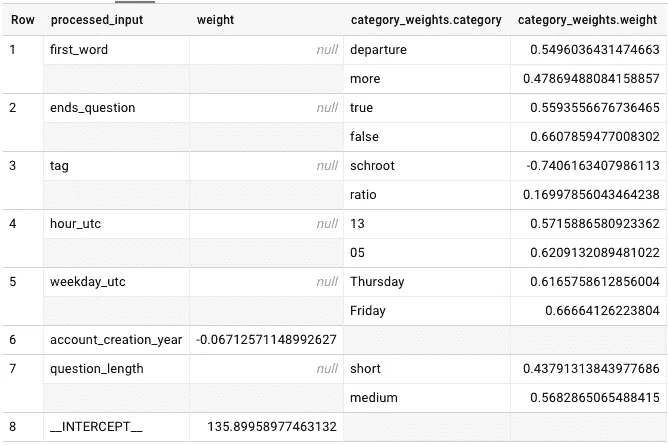 Row processed_input weight category_weights.category category_weights.weight
1 first_word null departure 0.5496036431474663
more 0.47869488084158857
2 ends_question null true 0.5593556676736465
false 0.6607859477008302
3 tag null schroot -0.7406163407986113
ratio 0.16997856043464238
4 hour_utc null 13 0.5715886580923362
05 0.6209132089481022
5 weekday_utc null Thursday 0.6165758612856004
Friday 0.66664126223804
6 account_creation_year -0.06712571148992627
7 question_length null short 0.43791313843977686
medium 0.5682865065488415
8 __INTERCEPT__ 135.89958977463132